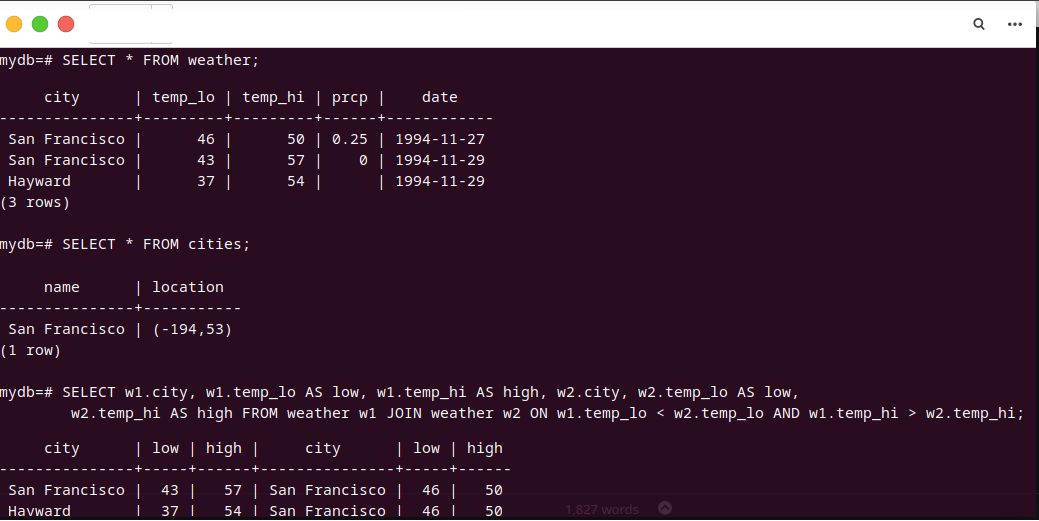 mydb=# SELECT * FROM weather;
     city      | temp_lo | temp_hi | prcp |    date
---------------+---------+---------+------+------------
 San Francisco |      46 |      50 | 0.25 | 1994-11-27
 San Francisco |      43 |      57 |    0 | 1994-11-29
 Hayward       |      37 |      54 |      | 1994-11-29
(3 rows)
mydb=# SELECT * FROM cities;
     name      | location
---------------+-----------
 San Francisco | (-194,53)
(1 row)
mydb=# SELECT w1.city, w1.temp_lo AS low, w1.temp_hi AS high, w2.city, w2.temp_lo AS low,
        w2.temp_hi AS high FROM weather w1 JOIN weather w2 ON w1.temp_lo < w2.temp_lo AND w1.temp_hi > w2.temp_hi;
     city      | low | high |     city      | low | high
---------------+-----+------+---------------+-----+------
 San Francisco |  43 |   57 | San Francisco |  46 |   50
 Hayward       |  37 |   54 | San Francisco |  46 |   50
1,827 words